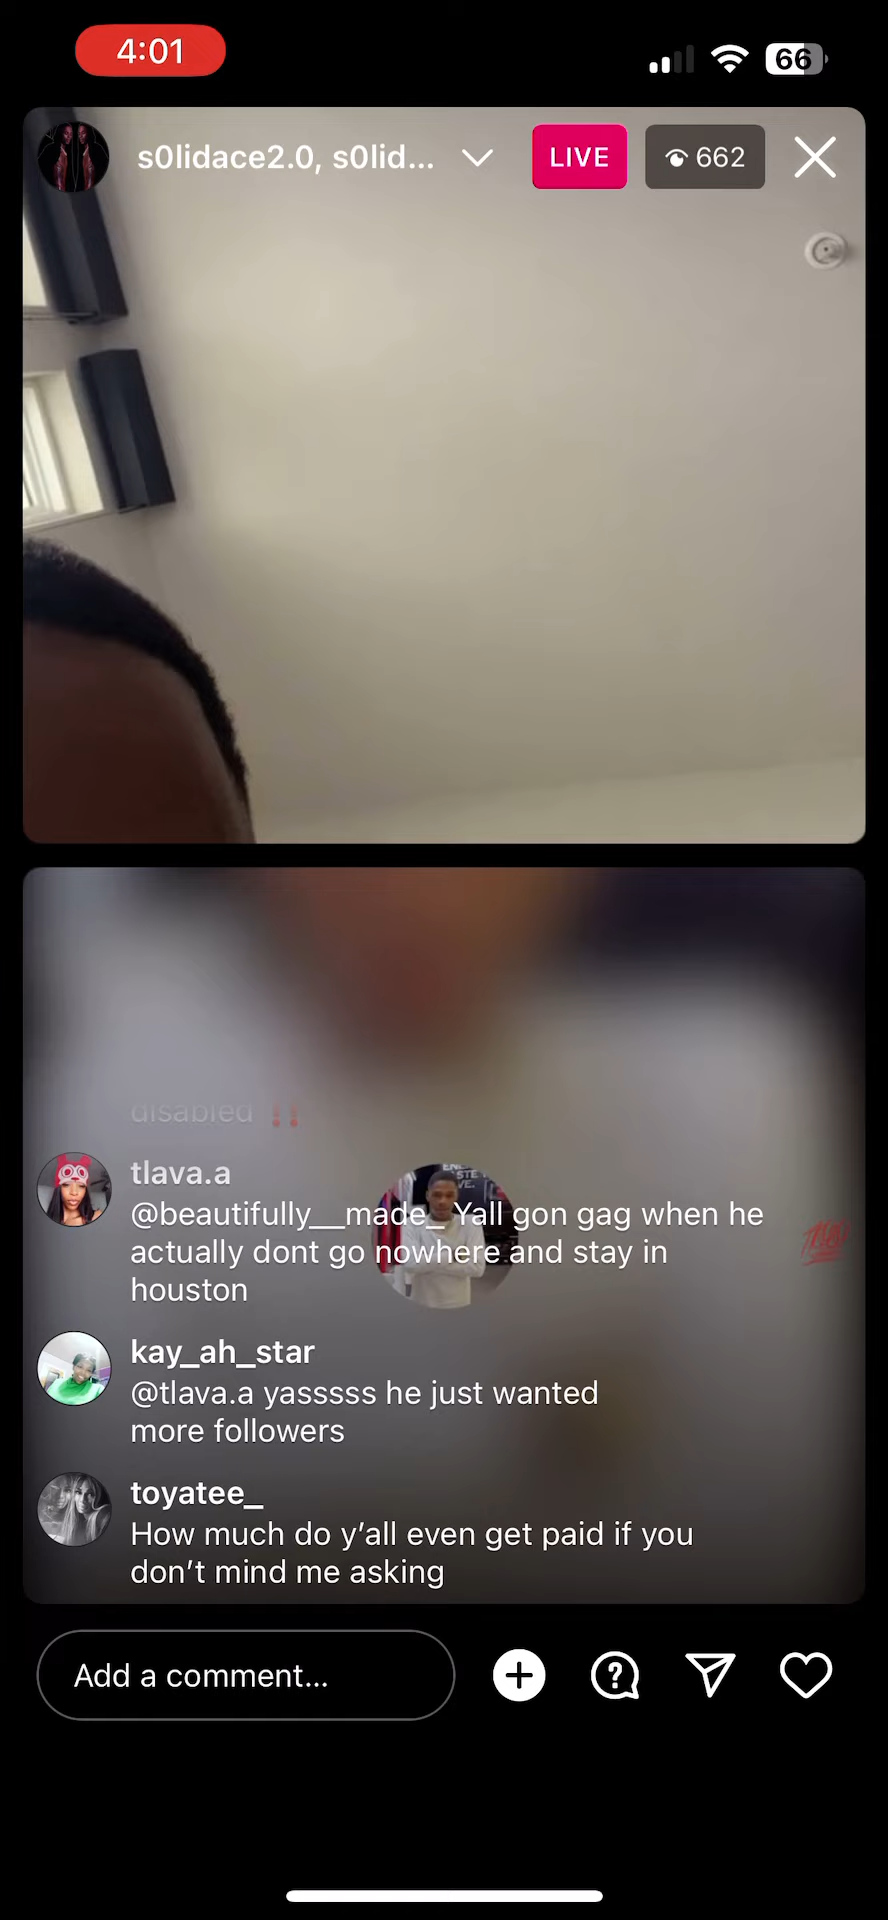 4:01
66
s0lidace2.0, s0lid...
LIVE
662
disabled ‼️
tlava.a
@beautifully__made_ Yall gon gag when he
actually dont go nowhere and stay in
houston
💯
kay_ah_star
@tlava.a yasssss he just wanted
more followers
toyatee_
How much do y’all even get paid if you
don’t mind me asking
Add a comment...